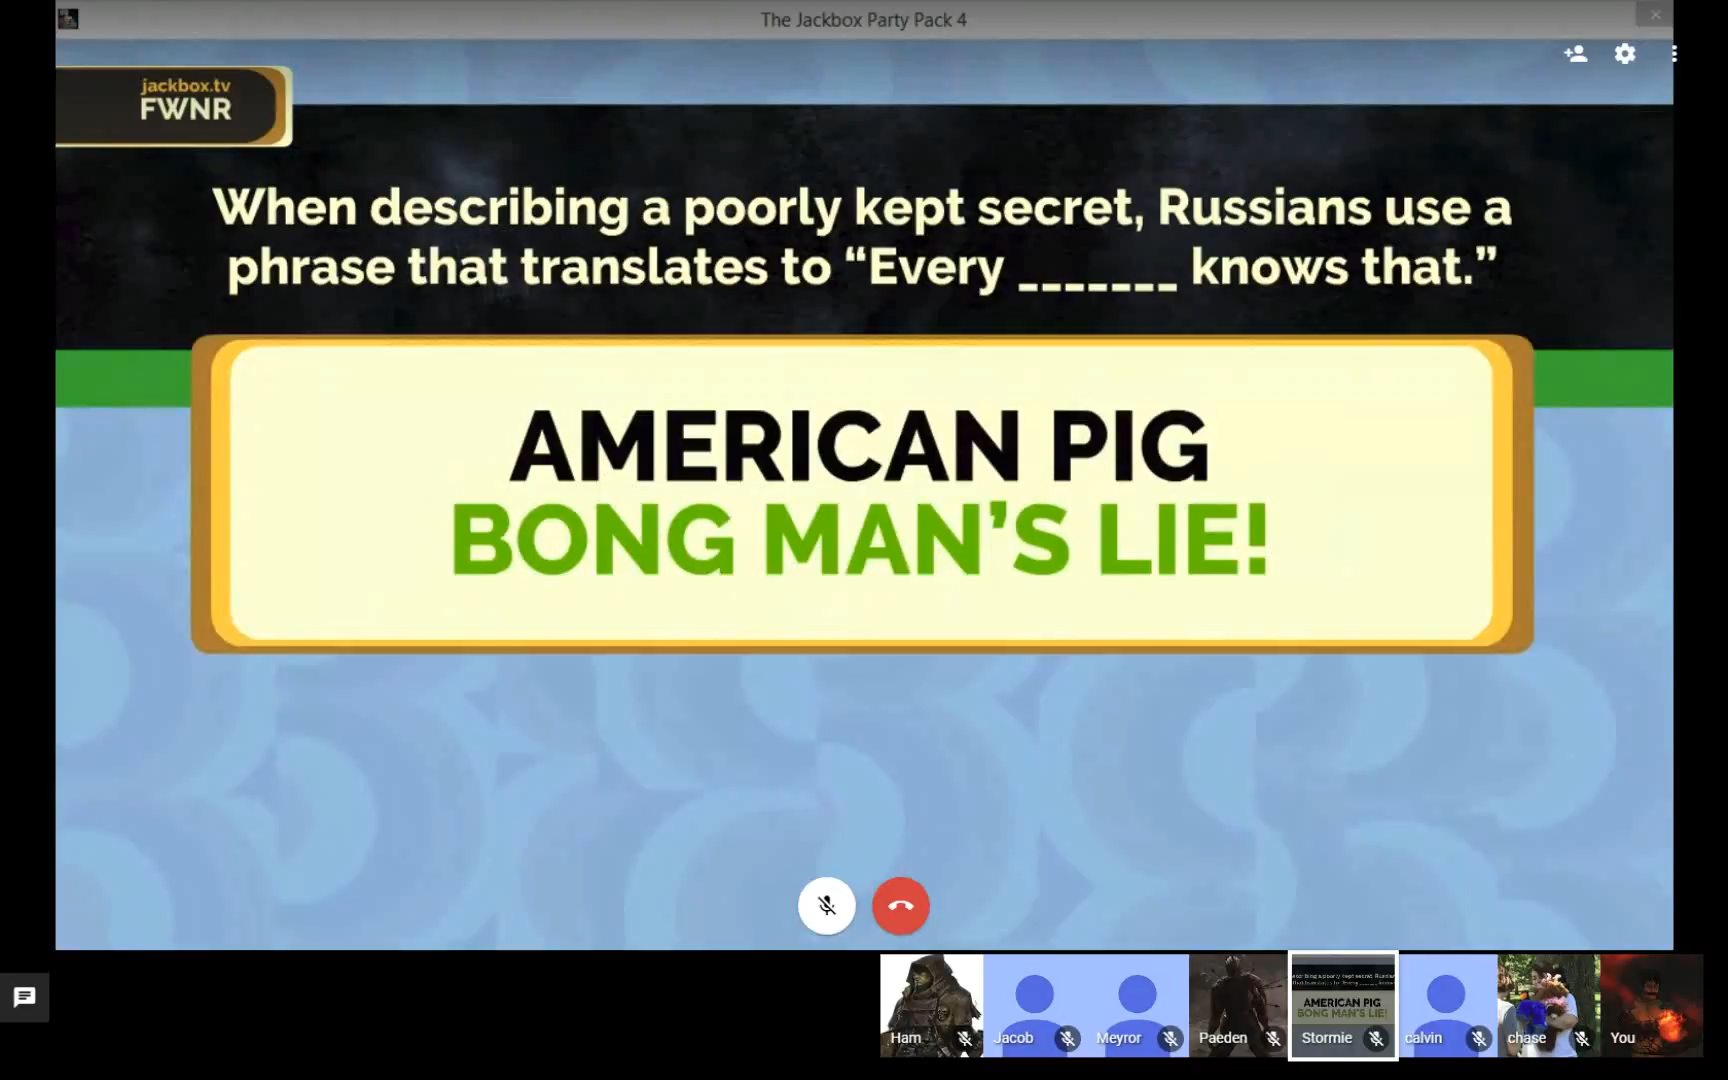 The Jackbox Party Pack 4
jackbox.tv
FWNR
When describing a poorly kept secret, Russians use a
phrase that translates to “Every _______ knows that.”
AMERICAN PIG
BONG MAN’S LIE!
AMERICAN PIG
BONG MAN'S LIE!
Ham
Jacob
Meyror
Paeden
Stormie
calvin
chase
You